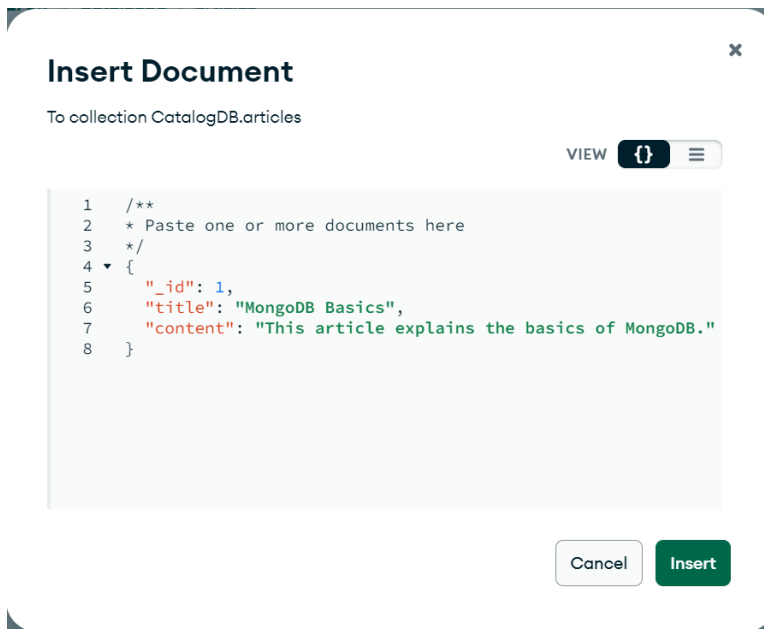 Insert Document
To collection CatalogDB.articles
VIEW {}
1 /**
2 * Paste one or more documents here
3 */
4 {
5 "_id": 1,
6 "title": "MongoDB Basics",
7 "content": "This article explains the basics of MongoDB."
8 }
Cancel Insert